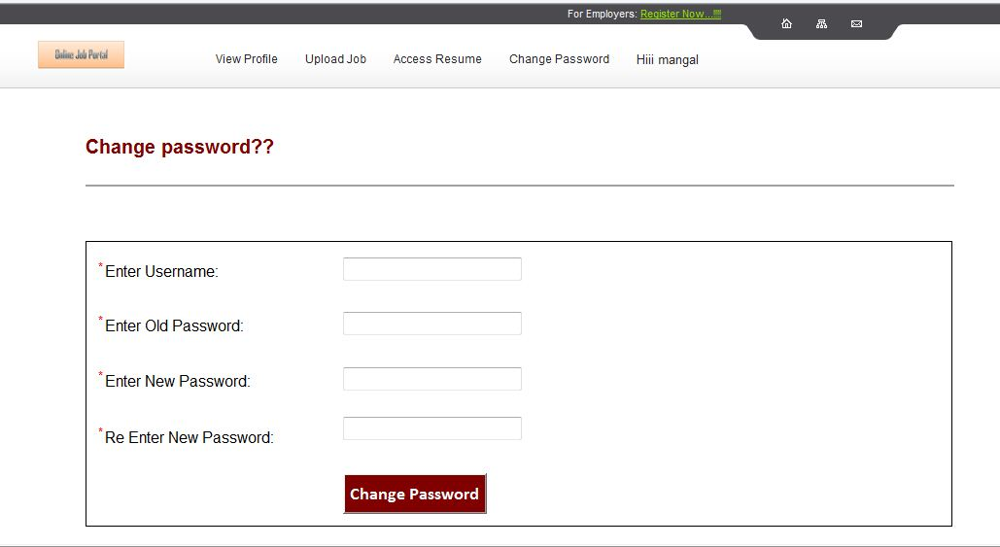 For Employers: Register Now...!!!!
Online Job Portal
View Profile Upload Job Access Resume Change Password Hiii mangal
Change password??
*Enter Username:
*Enter Old Password:
*Enter New Password:
*Re Enter New Password:
Change Password